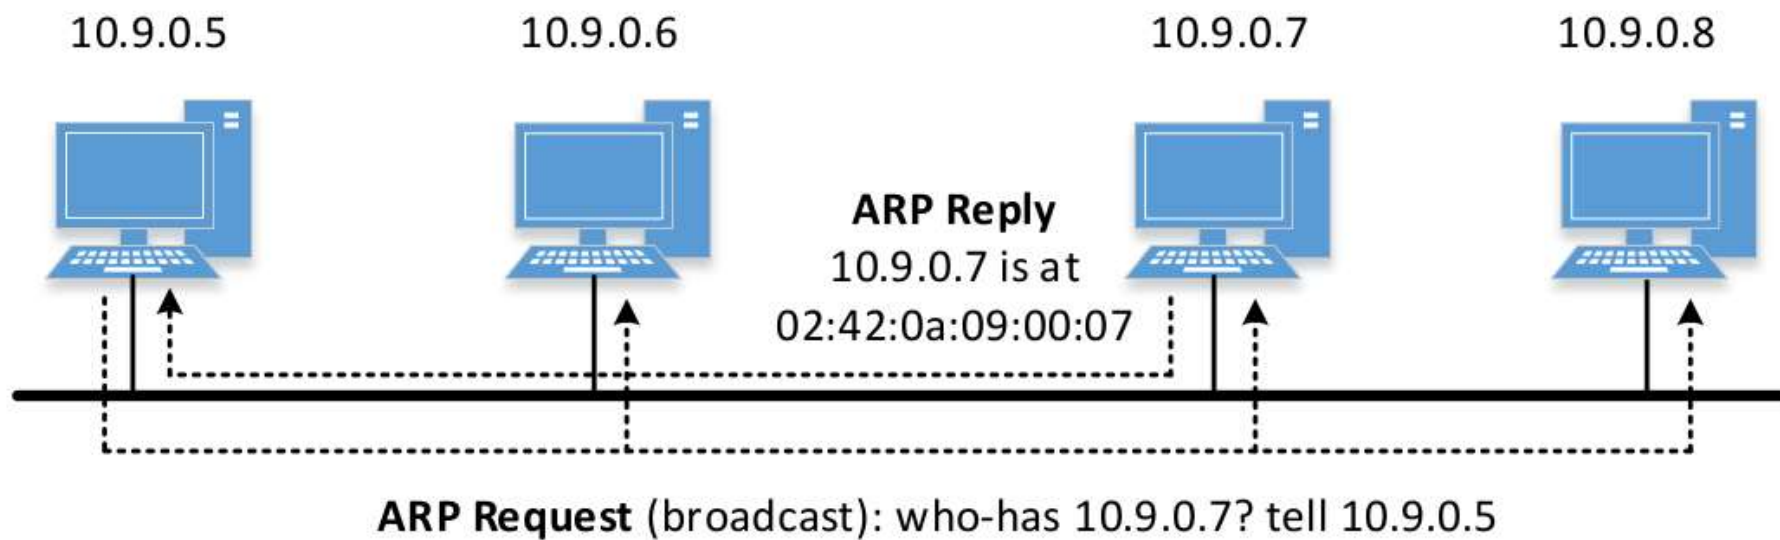 10.9.0.5
10.9.0.6
10.9.0.7
10.9.0.8
ARP Reply
10.9.0.7 is at
02:42:0a:09:00:07
ARP Request (broadcast): who-has 10.9.0.7? tell 10.9.0.5